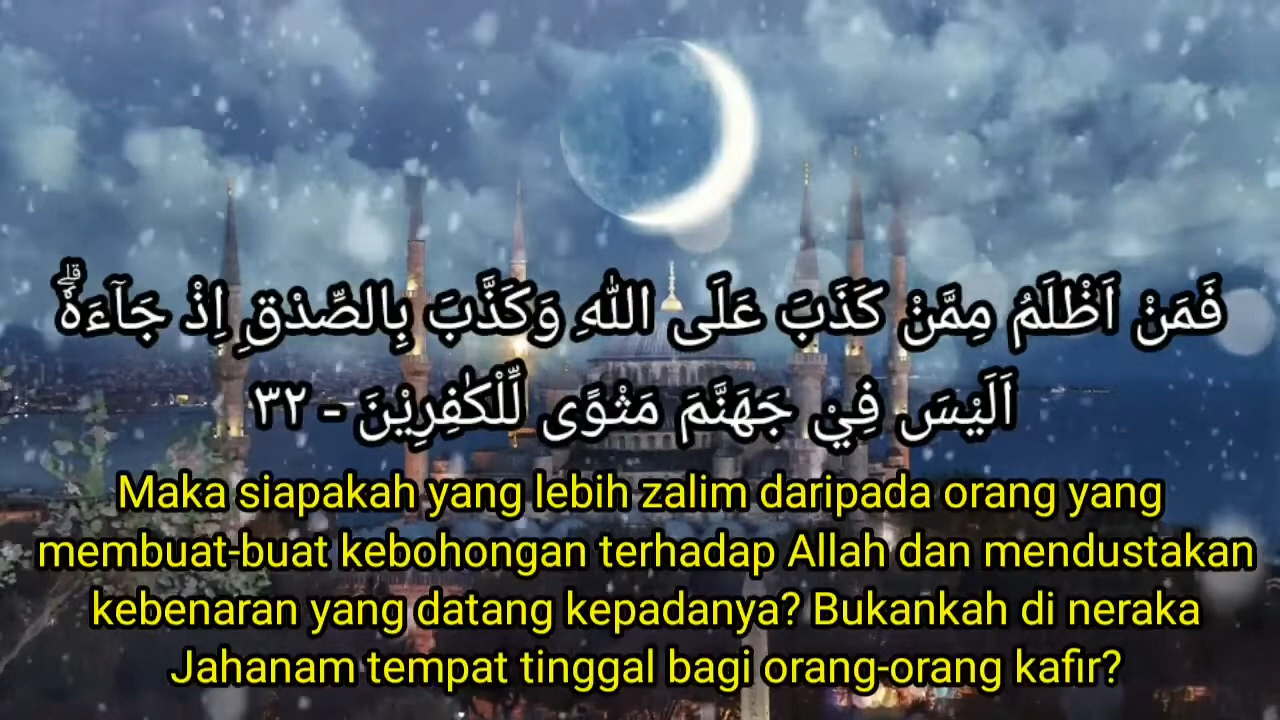 فَمَنْ اَظْلَمُ مِمَّنْ كَذَبَ عَلَى اللّٰهِ وَكَذَّبَ بِالصِّدْقِ اِذْ جَاۤءَهٗۗ
اَلَيْسَ فِيْ جَهَنَّمَ مَثْوًى لِّلْكٰفِرِيْنَ - ٣٢
Maka siapakah yang lebih zalim daripada orang yang
membuat-buat kebohongan terhadap Allah dan mendustakan
kebenaran yang datang kepadanya? Bukankah di neraka
Jahanam tempat tinggal bagi orang-orang kafir?